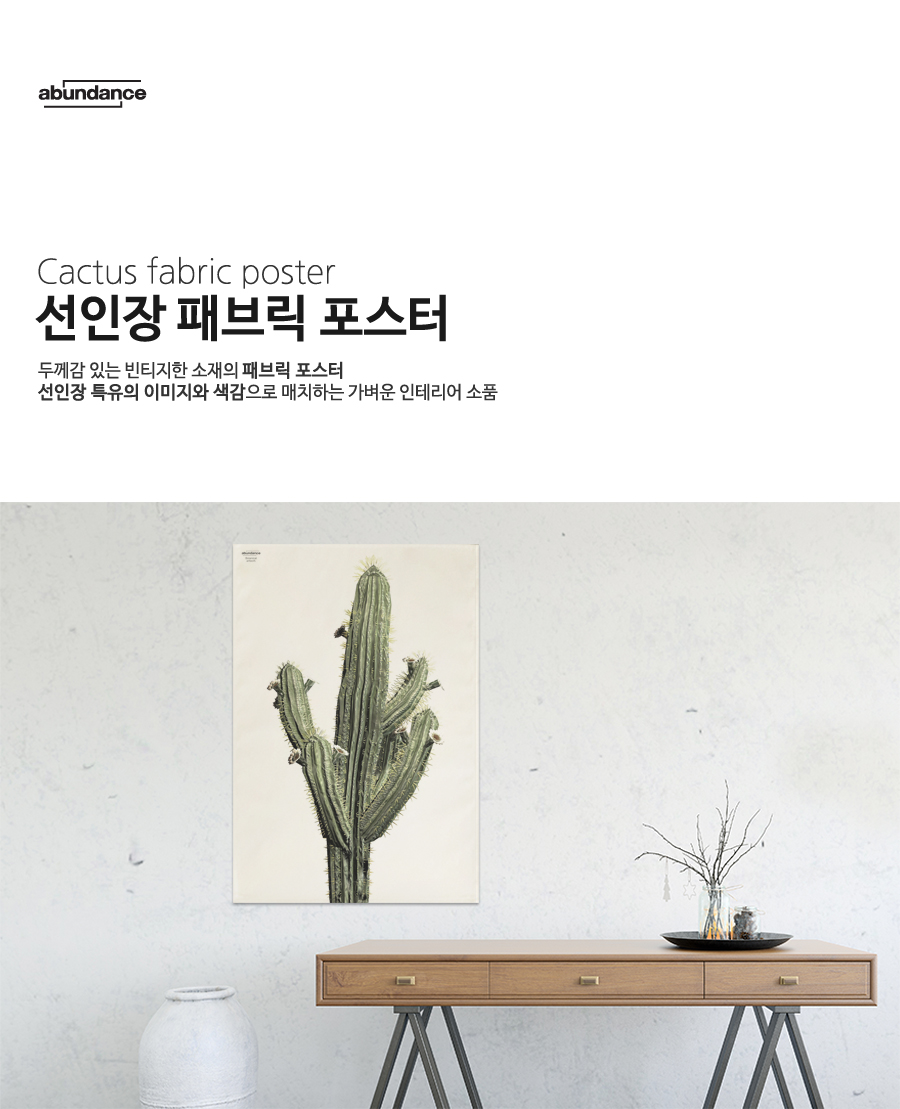 abundance
Cactus fabric poster
선인장 패브릭 포스터
두께감 있는 빈티지한 소재의 패브릭 포스터
선인장 특유의 이미지와 색감으로 매치하는 가벼운 인테리어 소품
abundance